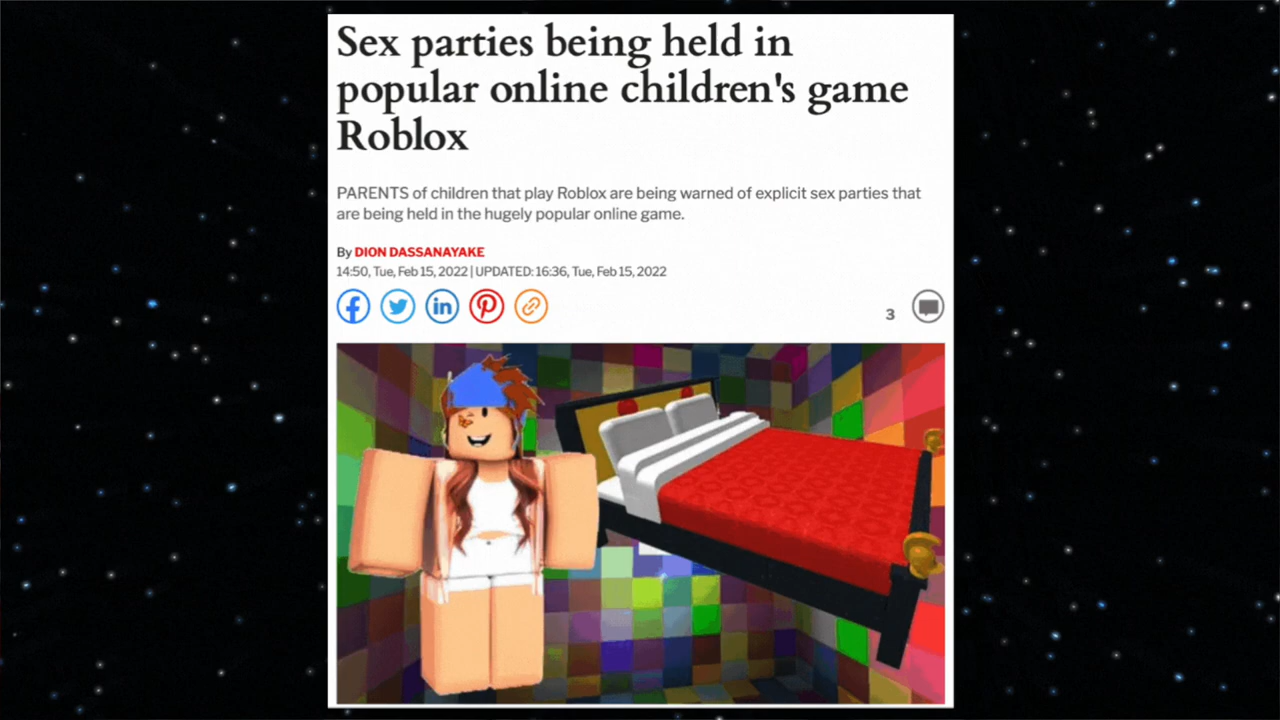 Sex parties being held in
popular online children's game
Roblox
PARENTS of children that play Roblox are being warned of explicit sex parties that
are being held in the hugely popular online game.
By DION DASSANAYAKE
14:50, Tue, Feb 15, 2022 | UPDATED: 16:36, Tue, Feb 15, 2022
3